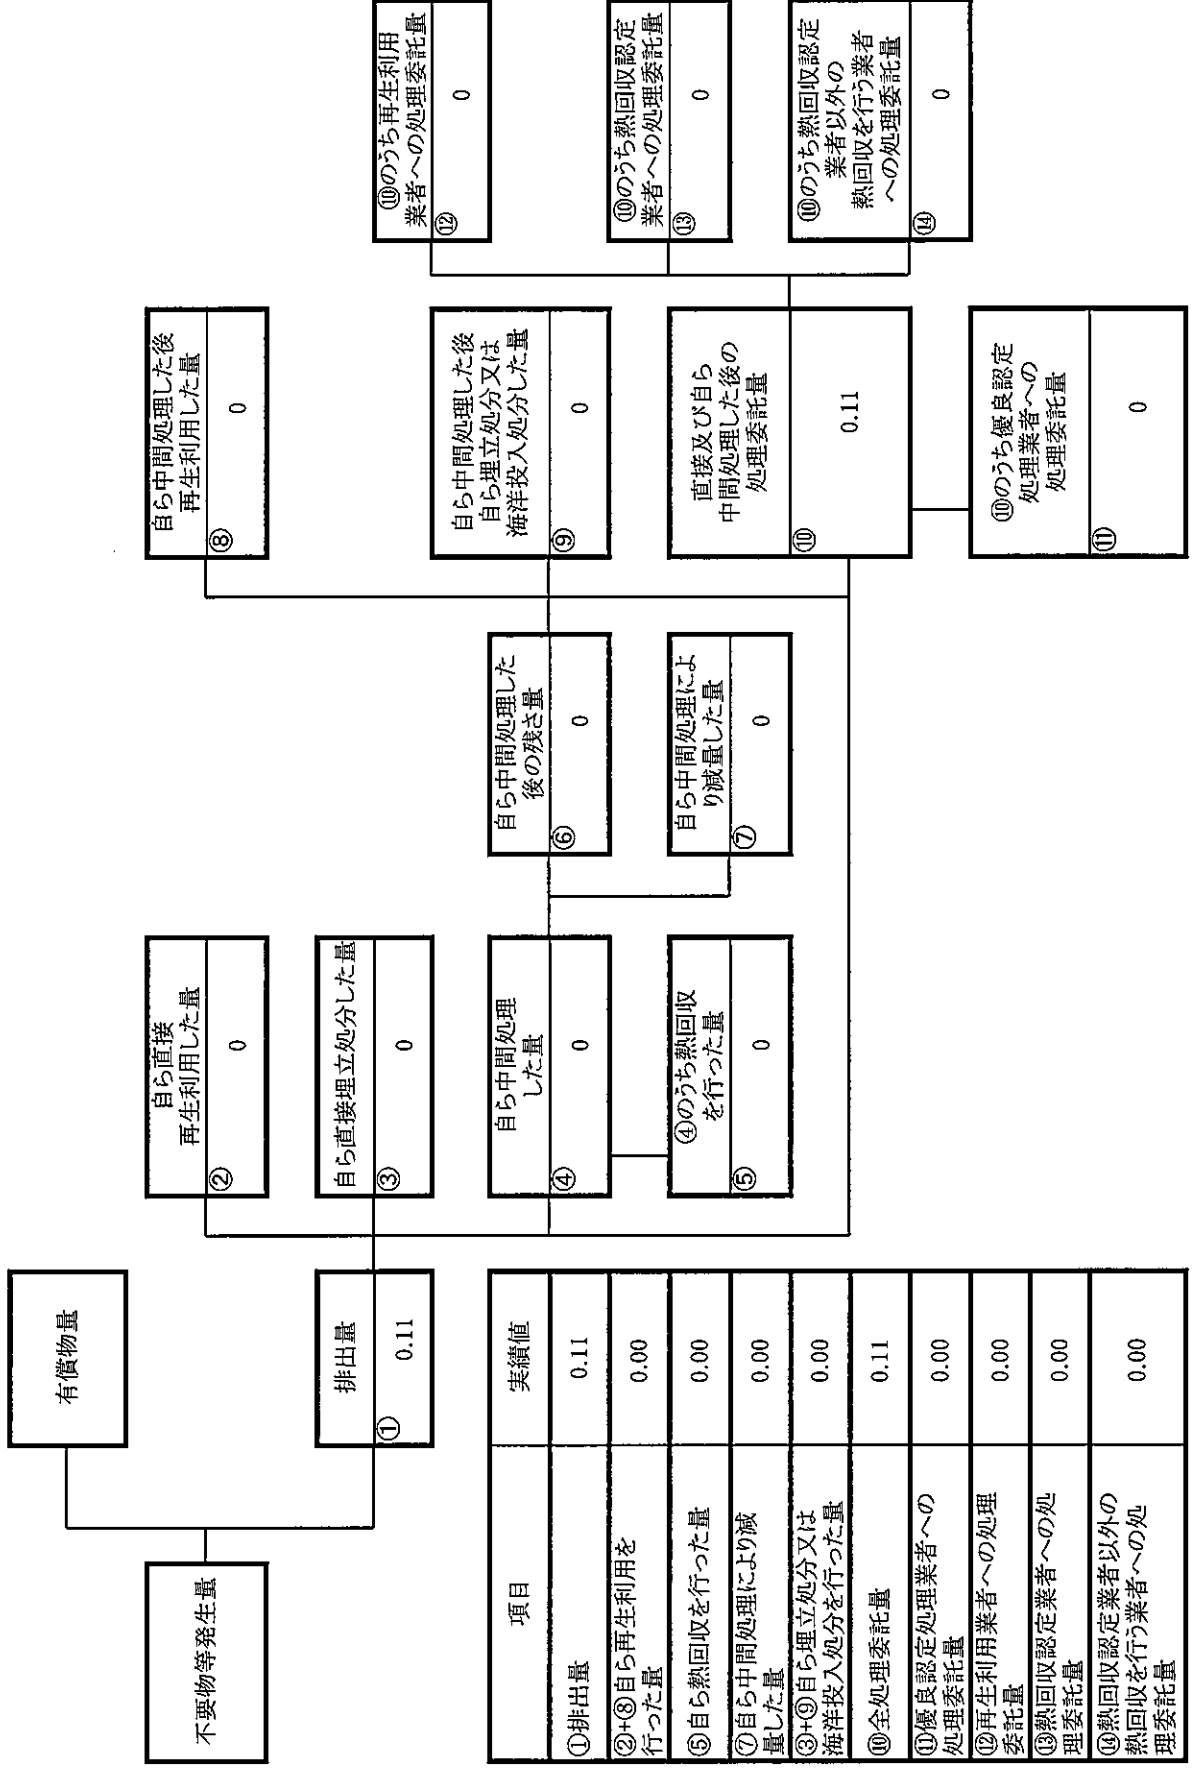 不要物等発生量
有償物量
排出量
①
0.11
自ら直接
再生利用した量
②
0
自ら直接埋立処分した量
③
0
自ら中間処理
した量
④
0
④のうち熱回収
を行った量
⑤
0
自ら中間処理した
後の残さ量
⑥
0
自ら中間処理によ
り減量した量
⑦
0
自ら中間処理した後
再生利用した量
⑧
0
自ら中間処理した後
自ら埋立処分又は
海洋投入処分した量
⑨
0
直接及び自ら
中間処理した後の
処理委託量
⑩
0.11
⑩のうち優良認定
処理業者への
処理委託量
⑪
0
⑩のうち再生利用
業者への処理委託量
⑫
0
⑩のうち熱回収認定
業者への処理委託量
⑬
0
⑩のうち熱回収認定
業者以外の
熱回収を行う業者
への処理委託量
⑭
0
項目 実績値
①排出量 0.11
②+⑧自ら再生利用を
行った量 0.00
⑤自ら熱回収を行った量 0.00
⑦自ら中間処理により減
量した量 0.00
③+⑨自ら埋立処分又は
海洋投入処分を行った量 0.00
⑩全処理委託量 0.11
⑪優良認定処理業者への
処理委託量 0.00
⑫再生利用業者への処理
委託量 0.00
⑬熱回収認定業者への処
理委託量 0.00
⑭熱回収認定業者以外の
熱回収を行う業者への処
理委託量 0.00